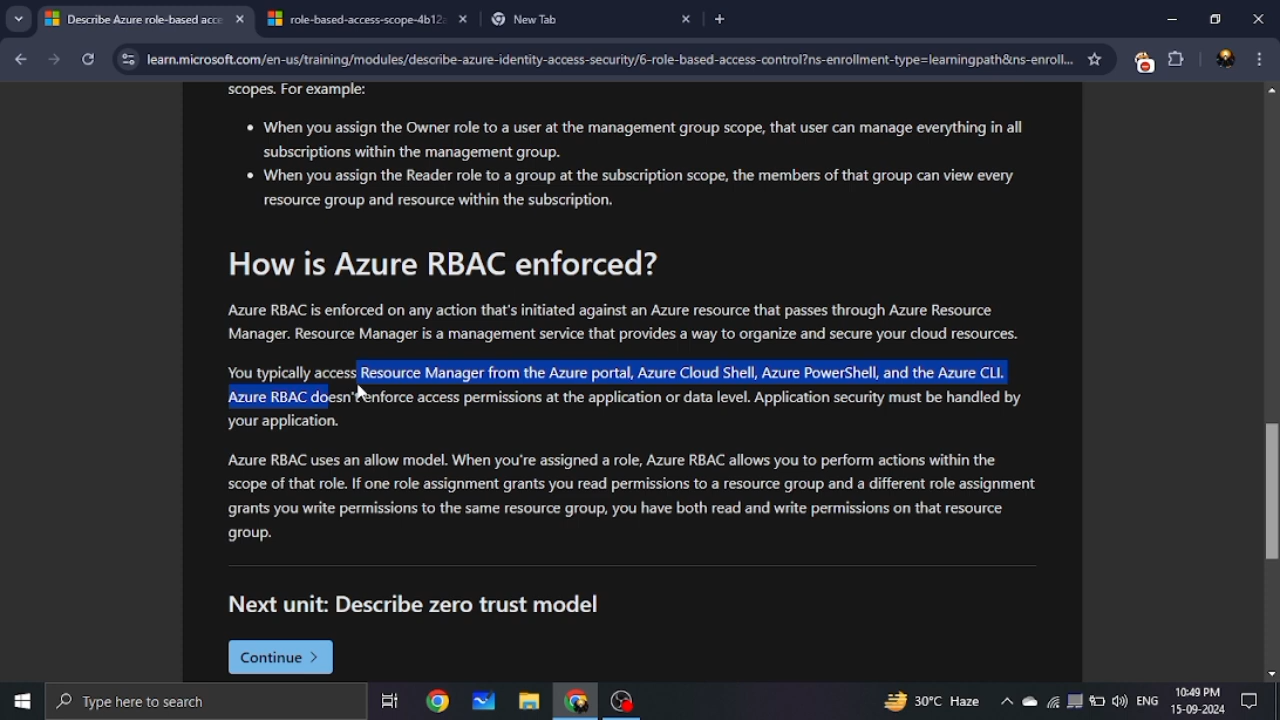 Describe Azure role-based acce
role-based-access-scope-4b12a
New Tab
learn.microsoft.com/en-us/training/modules/describe-azure-identity-access-security/6-role-based-access-control?ns-enrollment-type=learningpath&ns-enroll...
scopes. For example:
• When you assign the Owner role to a user at the management group scope, that user can manage everything in all
subscriptions within the management group.
• When you assign the Reader role to a group at the subscription scope, the members of that group can view every
resource group and resource within the subscription.
How is Azure RBAC enforced?
Azure RBAC is enforced on any action that's initiated against an Azure resource that passes through Azure Resource
Manager. Resource Manager is a management service that provides a way to organize and secure your cloud resources.
You typically access Resource Manager from the Azure portal, Azure Cloud Shell, Azure PowerShell, and the Azure CLI.
Azure RBAC doesn't enforce access permissions at the application or data level. Application security must be handled by
your application.
Azure RBAC uses an allow model. When you're assigned a role, Azure RBAC allows you to perform actions within the
scope of that role. If one role assignment grants you read permissions to a resource group and a different role assignment
grants you write permissions to the same resource group, you have both read and write permissions on that resource
group.
Next unit: Describe zero trust model
Continue
Type here to search
30°C Haze
ENG
10:49 PM
15-09-2024